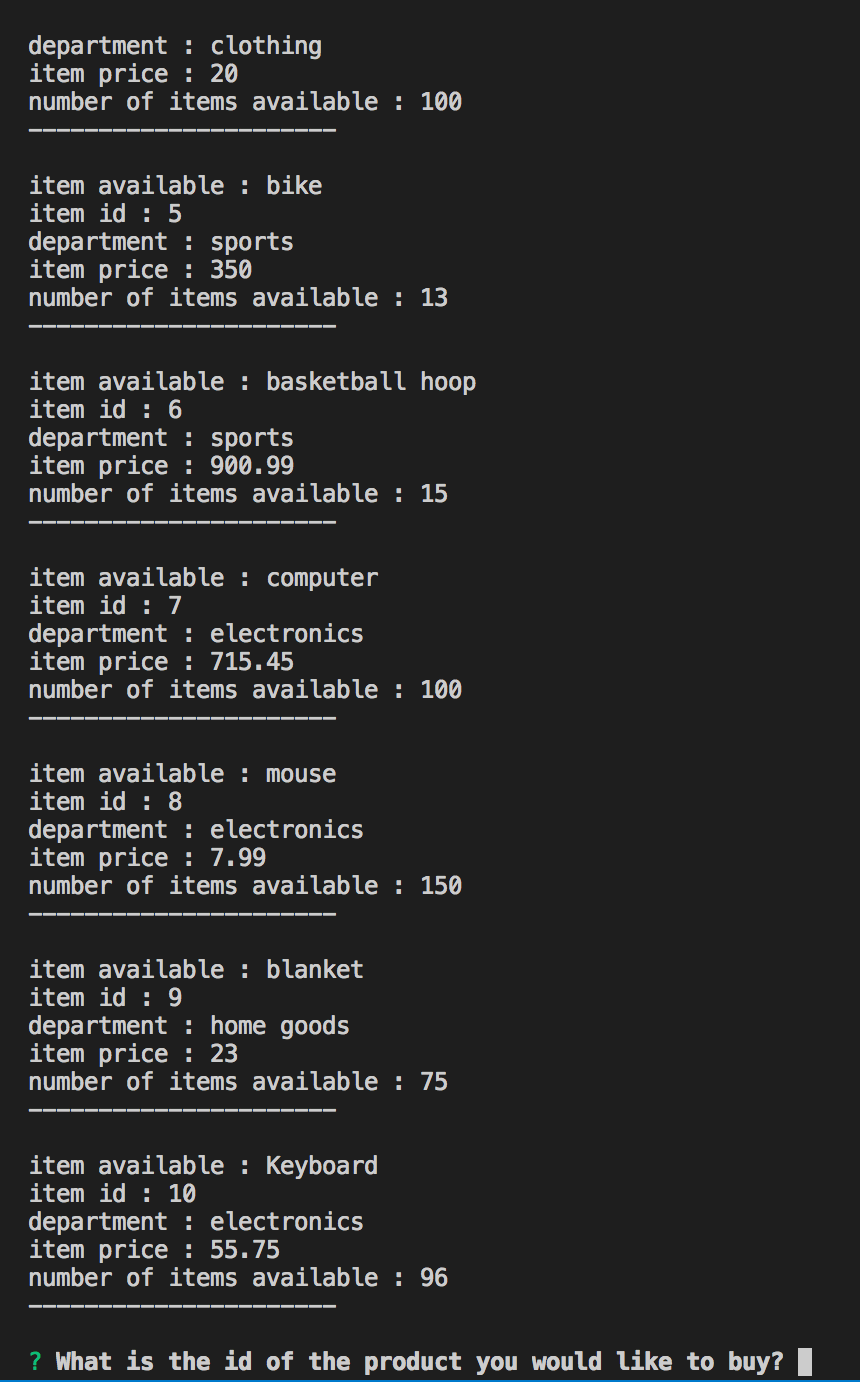 department : clothing
item price : 20
number of items available : 100
----------------------
item available : bike
item id : 5
department : sports
item price : 350
number of items available : 13
----------------------
item available : basketball hoop
item id : 6
department : sports
item price : 900.99
number of items available : 15
----------------------
item available : computer
item id : 7
department : electronics
item price : 715.45
number of items available : 100
----------------------
item available : mouse
item id : 8
department : electronics
item price : 7.99
number of items available : 150
----------------------
item available : blanket
item id : 9
department : home goods
item price : 23
number of items available : 75
----------------------
item available : Keyboard
item id : 10
department : electronics
item price : 55.75
number of items available : 96
----------------------
? What is the id of the product you would like to buy?